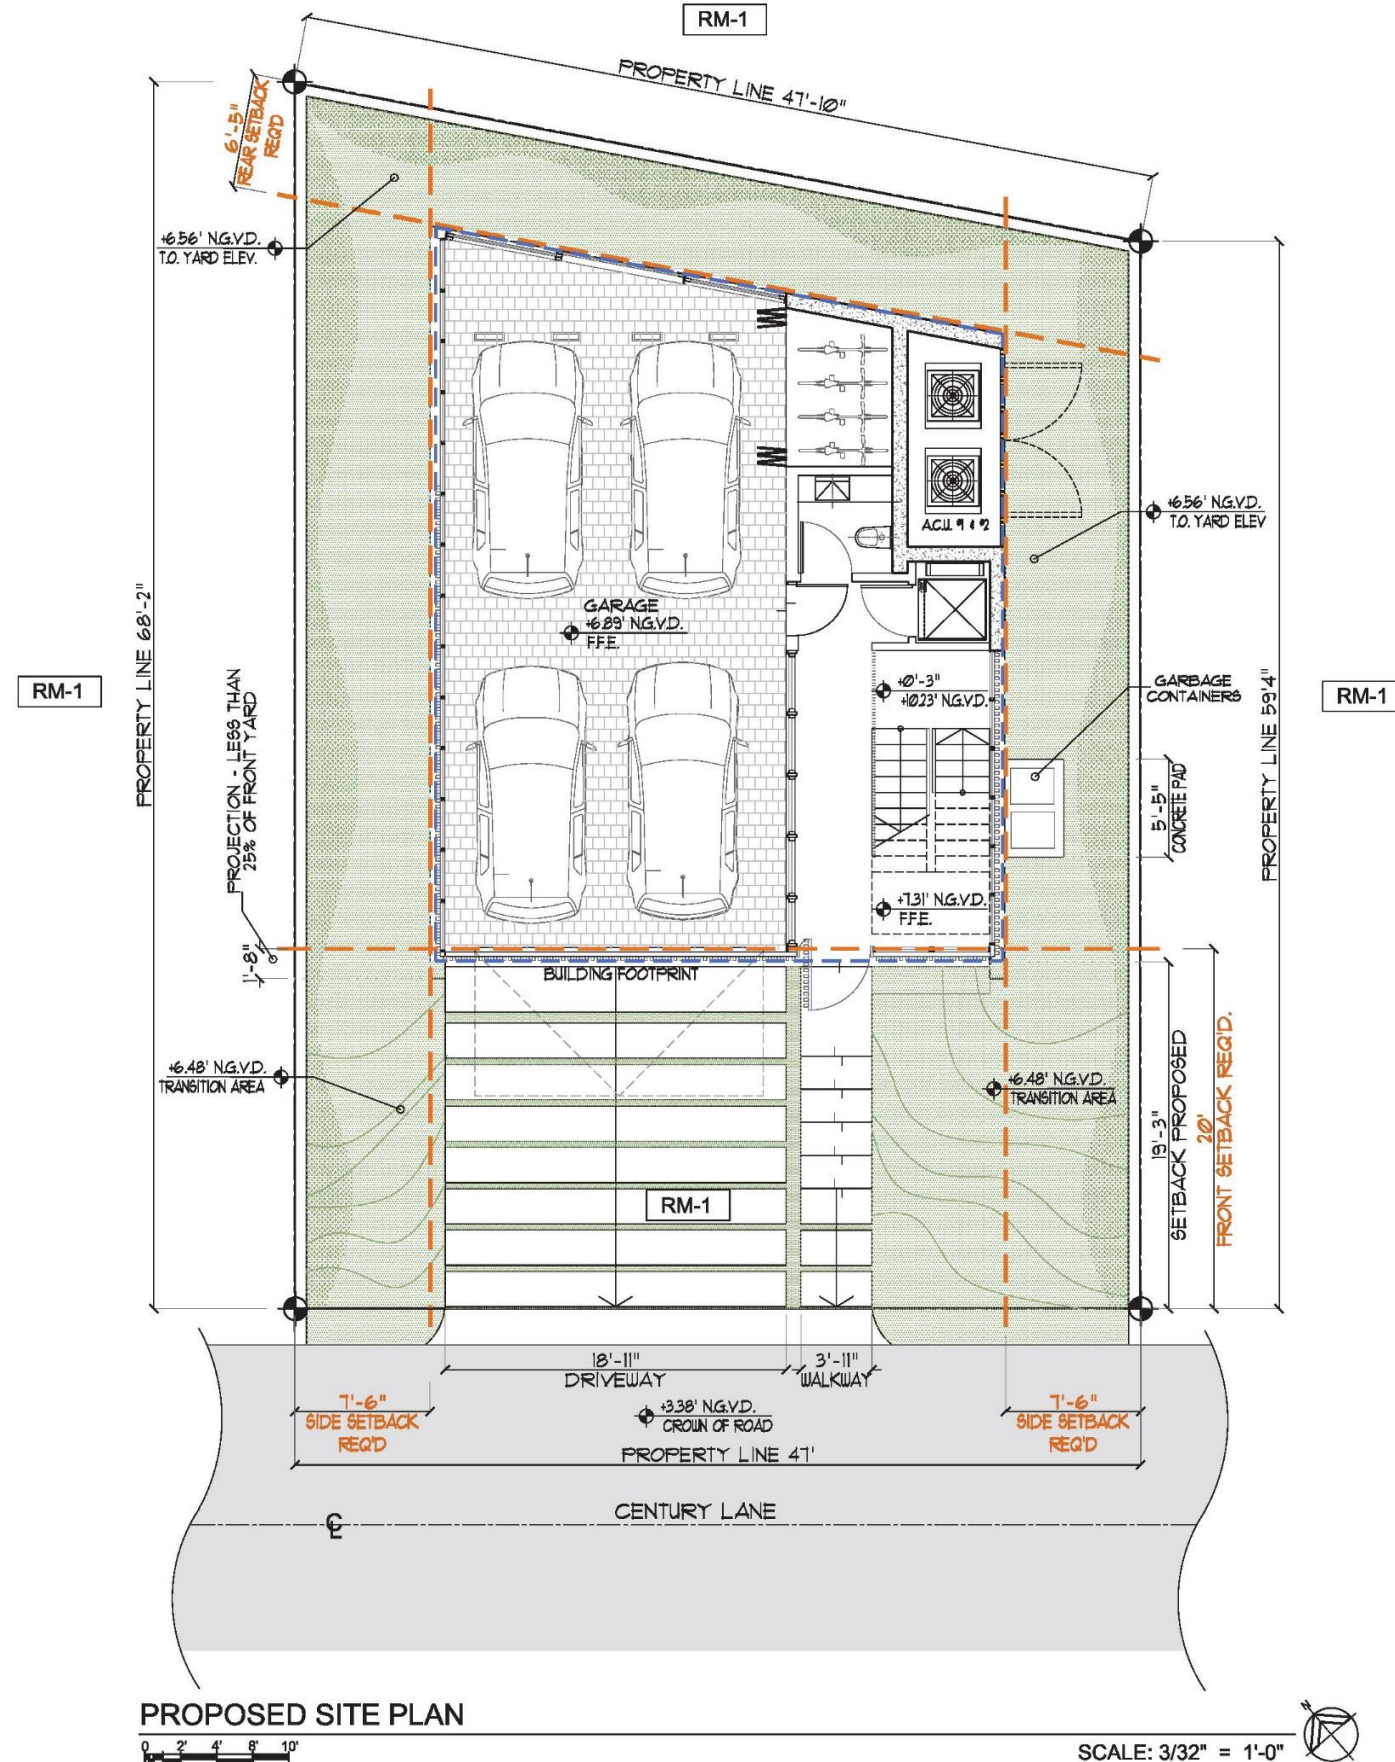 RM-1
PROPERTY LINE 47'-10"
6'-5"
REAR SETBACK
REQ'D
+6.56' N.G.V.D.
T.O. YARD ELEV.
+6.56' N.G.V.D.
T.O. YARD ELEV
A.C.U. #1 & #2
GARAGE
+6.89' N.G.V.D.
F.F.E.
PROPERTY LINE 68'-2"
RM-1
RM-1
+0'-3"
+10.23' N.G.V.D.
GARBAGE
CONTAINERS
PROJECTION - LESS THAN
25% OF FRONT YARD
5'-5"
CONCRETE PAD
PROPERTY LINE 59'4"
+7.31' N.G.V.D.
F.F.E.
1'-8"
BUILDING FOOTPRINT
+6.48' N.G.V.D.
TRANSITION AREA
+6.48' N.G.V.D.
TRANSITION AREA
19'-3"
SETBACK PROPOSED
20'
FRONT SETBACK REQ'D.
RM-1
18'-11"
DRIVEWAY
3'-11"
WALKWAY
7'-6"
SIDE SETBACK
REQ'D
+3.38' N.G.V.D.
CROWN OF ROAD
7'-6"
SIDE SETBACK
REQ'D
PROPERTY LINE 47'
CENTURY LANE
CL
PROPOSED SITE PLAN
0 2' 4' 8' 10'
SCALE: 3/32" = 1'-0"
N